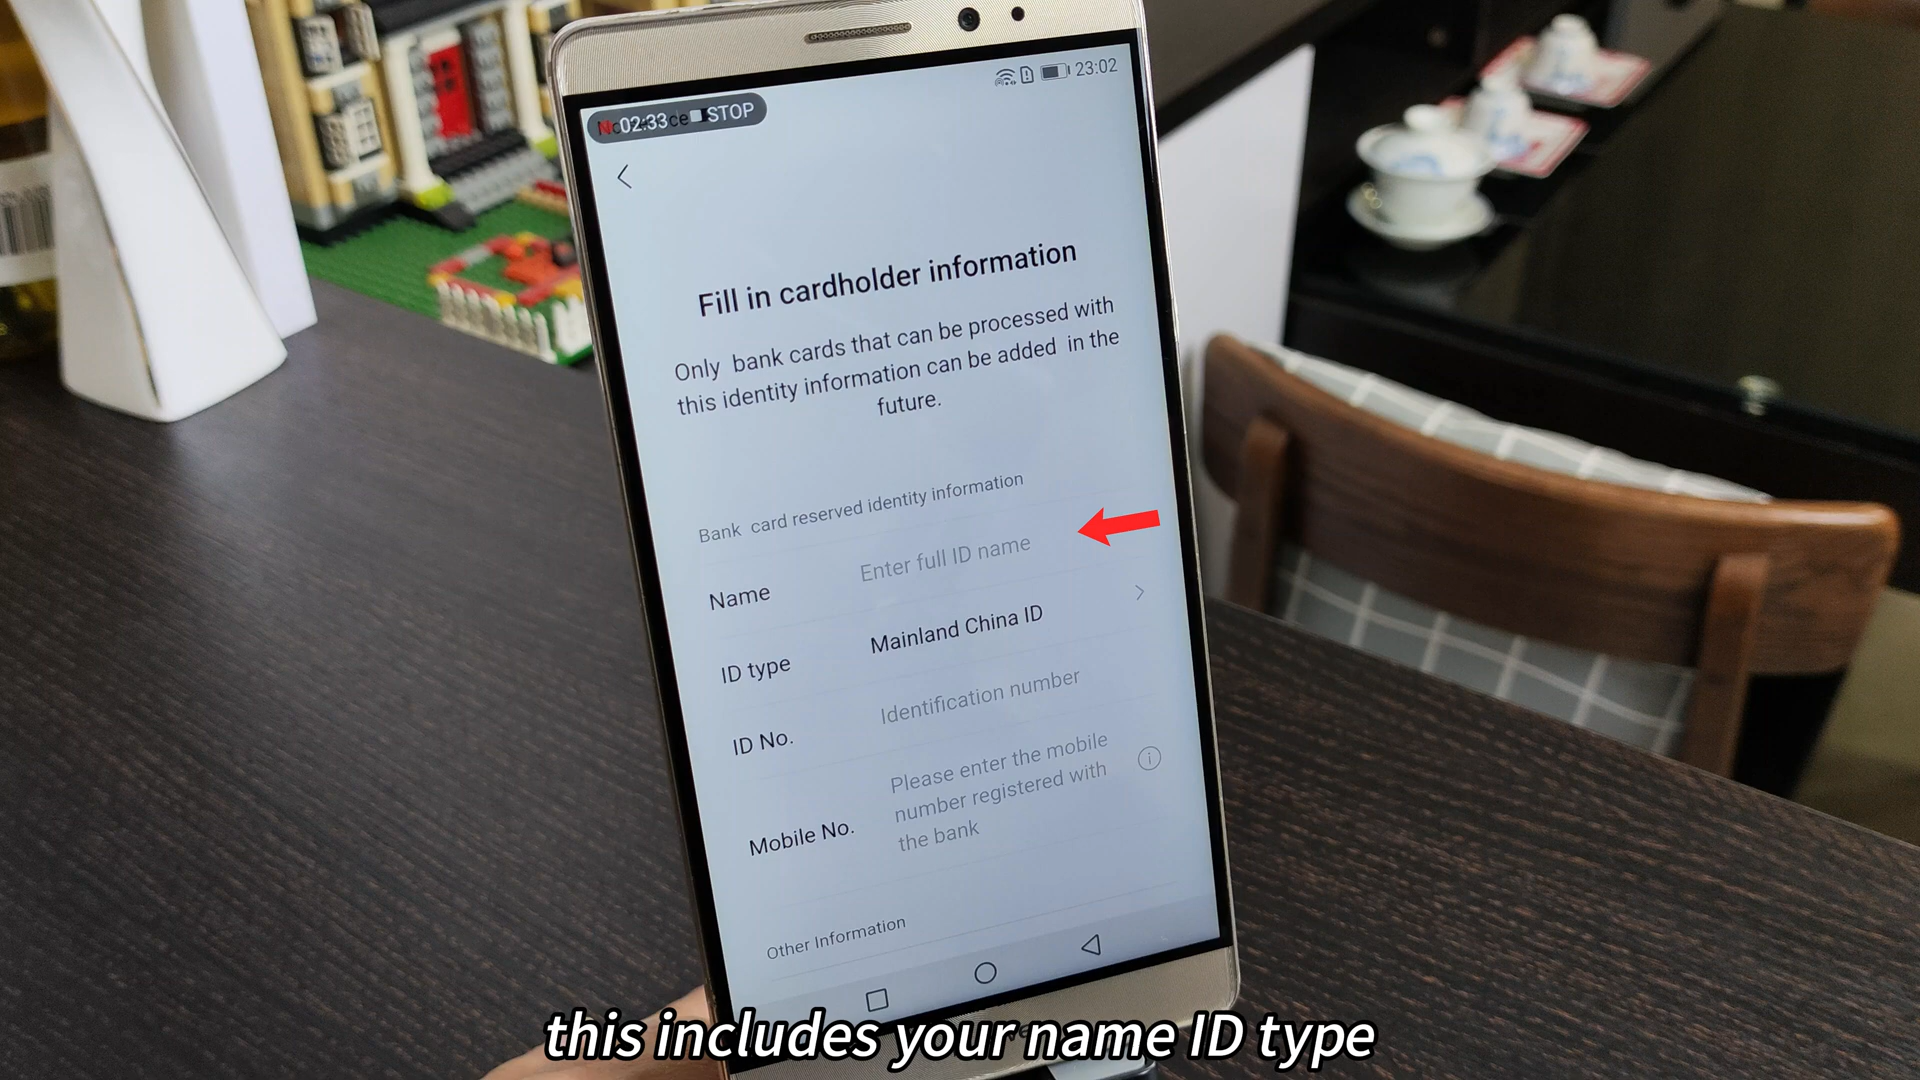 23:02
02:33 STOP
Fill in cardholder information
Only bank cards that can be processed with
this identity information can be added in the
future.
Bank card reserved identity information
Name Enter full ID name
ID type Mainland China ID
ID No. Identification number
Mobile No. Please enter the mobile
number registered with
the bank
Other Information
this includes your name ID type